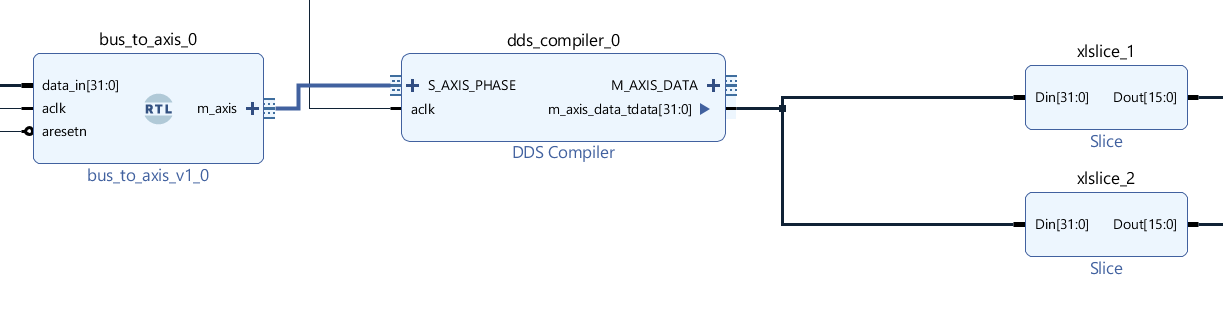 bus_to_axis_0
data_in[31:0]
aclk
aresetn
RTL
m_axis
bus_to_axis_v1_0
dds_compiler_0
S_AXIS_PHASE
aclk
M_AXIS_DATA
m_axis_data_tdata[31:0]
DDS Compiler
xlslice_1
Din[31:0] Dout[15:0]
Slice
xlslice_2
Din[31:0] Dout[15:0]
Slice